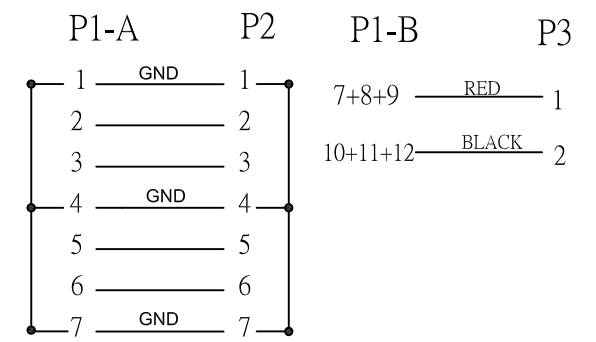 P1-A P2 P1-B P3
1 GND 1
2 2
3 3
4 GND 4
5 5
6 6
7 GND 7
7+8+9 RED 1
10+11+12 BLACK 2